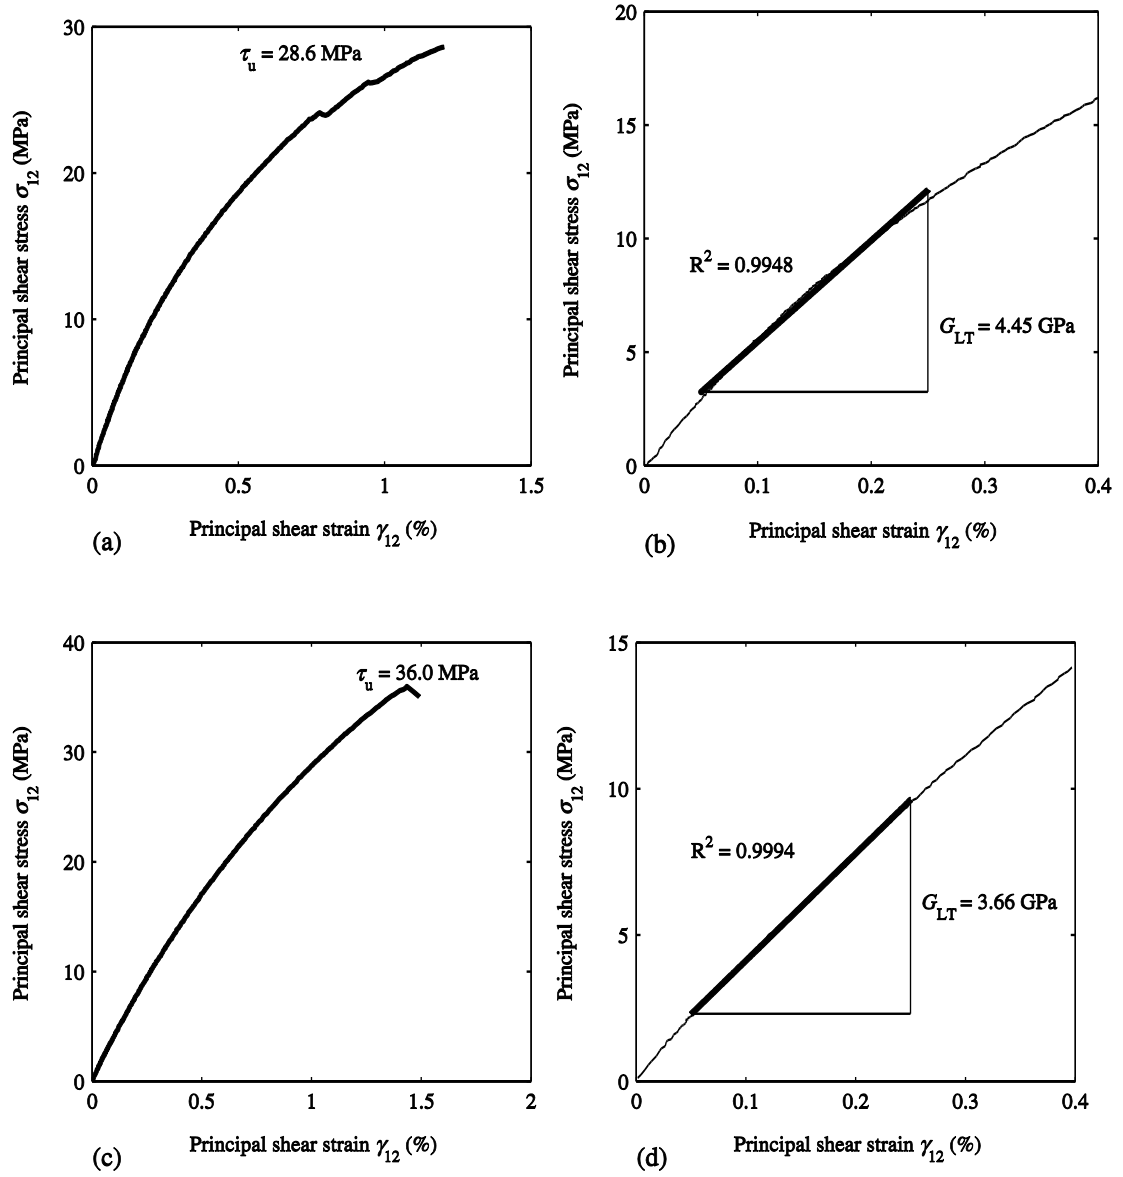 30
20
10
0
0 0.5 1 1.5
τu = 28.6 MPa
Principal shear stress σ12 (MPa)
Principal shear strain γ12 (%)
(a)
20
15
10
5
0
0 0.1 0.2 0.3 0.4
R2 = 0.9948
GLT = 4.45 GPa
Principal shear stress σ12 (MPa)
Principal shear strain γ12 (%)
(b)
40
30
20
10
0
0 0.5 1 1.5 2
τu = 36.0 MPa
Principal shear stress σ12 (MPa)
Principal shear strain γ12 (%)
(c)
15
10
5
0
0 0.1 0.2 0.3 0.4
R2 = 0.9994
GLT = 3.66 GPa
Principal shear stress σ12 (MPa)
Principal shear strain γ12 (%)
(d)